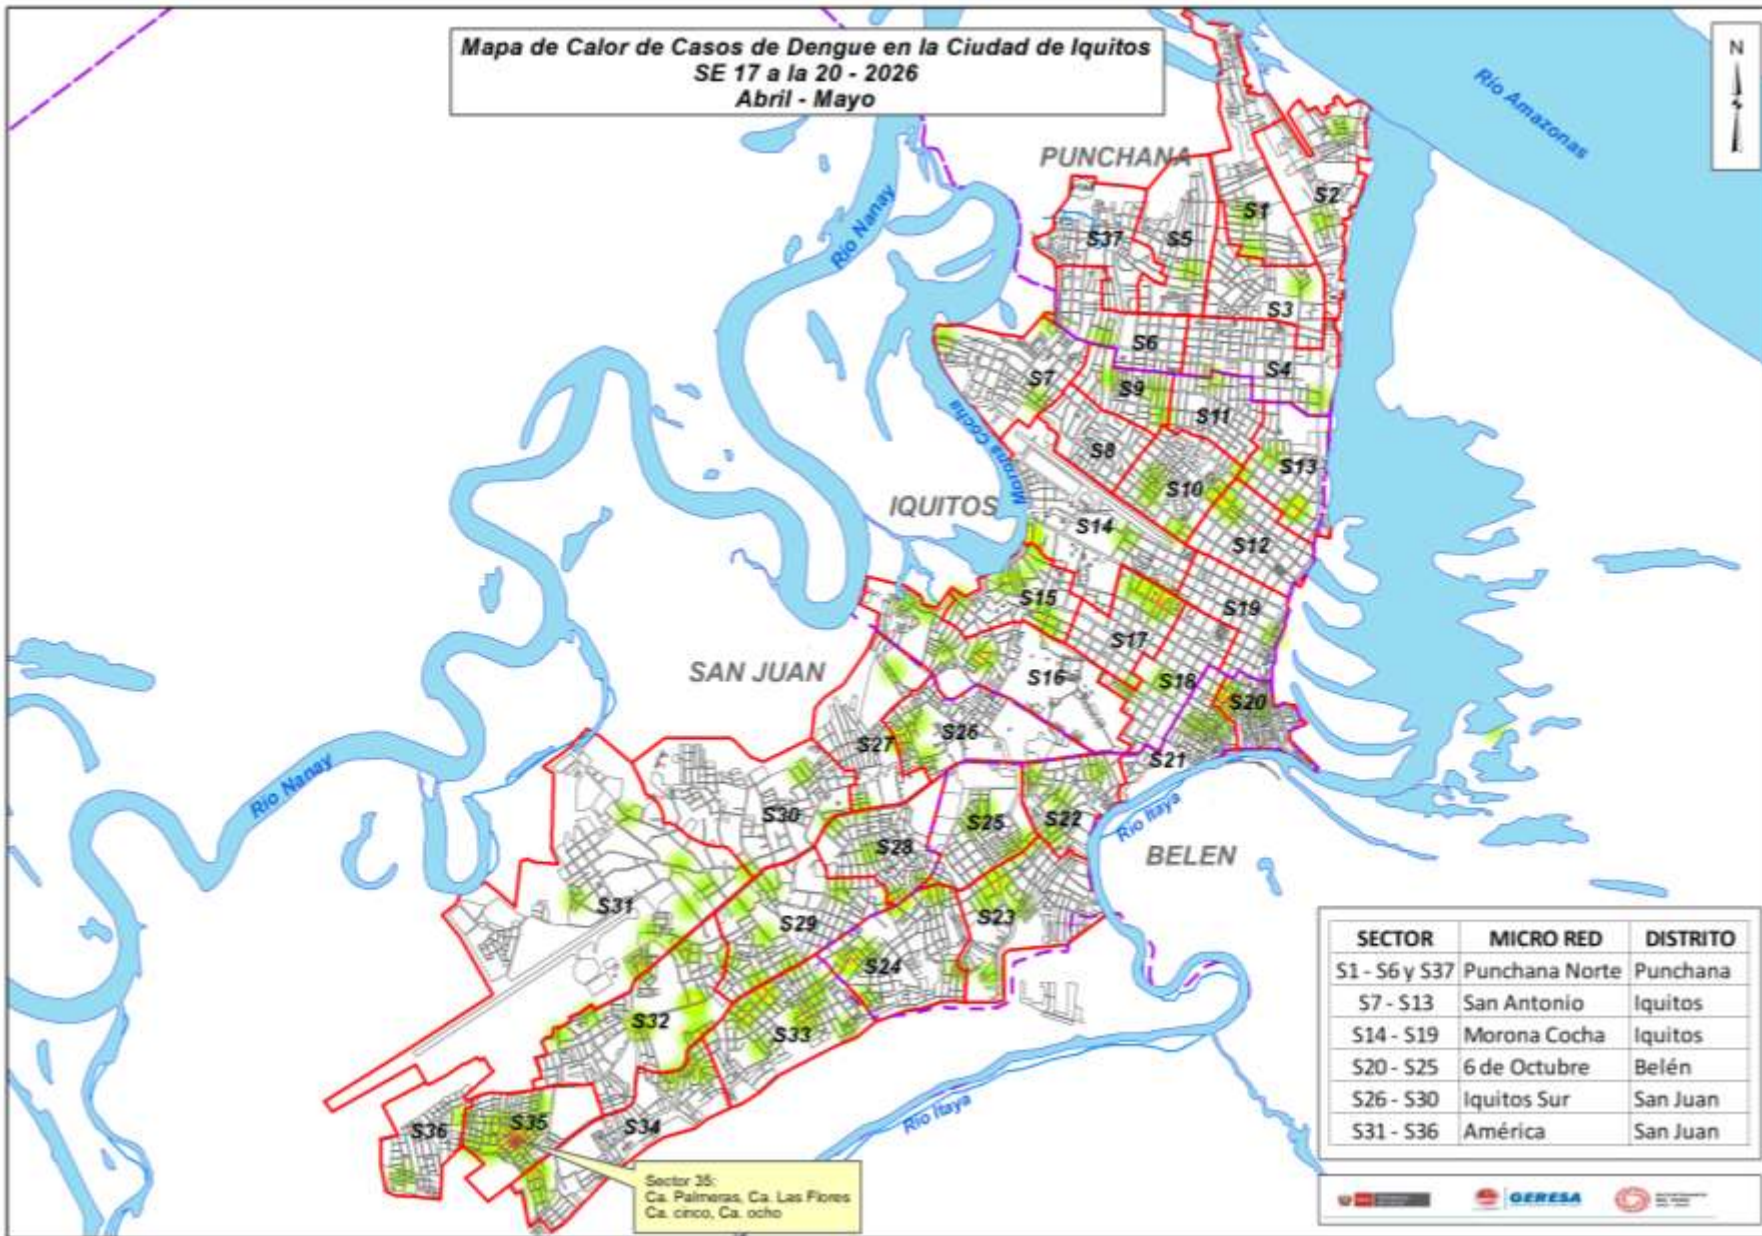 Mapa de Calor de Casos de Dengue en la Ciudad de Iquitos
SE 17 a la 20 - 2026
Abril - Mayo
N
Río Amazonas
PUNCHANA
Río Nanay
S2
S1
S37
S5
S3
S6
S4
S7
S9
S11
Morona Cocha
S8
S13
S10
IQUITOS
S14
S12
S15
S19
S17
SAN JUAN
S16
S18
S20
S26
S27
S21
Río Nanay
S30
S25
S22
Río Itaya
S28
BELEN
S31
S29
S23
S24
S32
S33
S36
S35
S34
Río Itaya
Sector 35:
Ca. Palmeras, Ca. Las Flores
Ca. cinco, Ca. ocho
SECTOR MICRO RED DISTRITO
S1 - S6 y S37 Punchana Norte Punchana
S7 - S13 San Antonio Iquitos
S14 - S19 Morona Cocha Iquitos
S20 - S25 6 de Octubre Belén
S26 - S30 Iquitos Sur San Juan
S31 - S36 América San Juan
GERESA